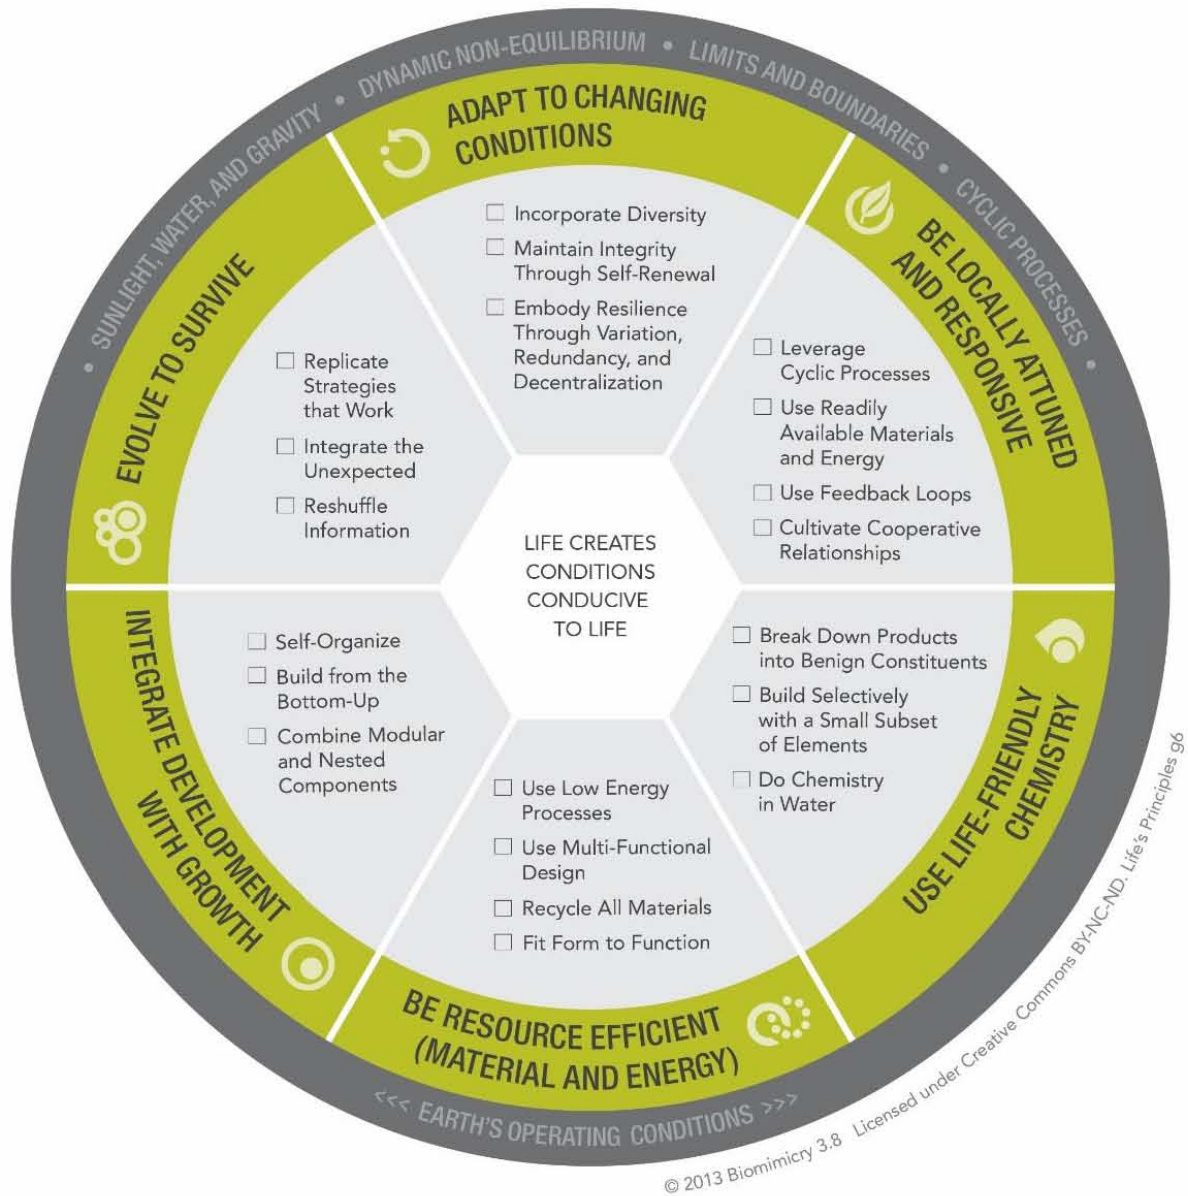 • SUNLIGHT, WATER, AND GRAVITY • DYNAMIC NON-EQUILIBRIUM • LIMITS AND BOUNDARIES • CYCLIC PROCESSES •
ADAPT TO CHANGING
CONDITIONS
Incorporate Diversity
Maintain Integrity
Through Self-Renewal
Embody Resilience
Through Variation,
Redundancy, and
Decentralization
BE LOCALLY ATTUNED
AND RESPONSIVE
Leverage
Cyclic Processes
Use Readily
Available Materials
and Energy
Use Feedback Loops
Cultivate Cooperative
Relationships
USE LIFE-FRIENDLY
CHEMISTRY
Break Down Products
into Benign Constituents
Build Selectively
with a Small Subset
of Elements
Do Chemistry
in Water
BE RESOURCE EFFICIENT
(MATERIAL AND ENERGY)
Use Low Energy
Processes
Use Multi-Functional
Design
Recycle All Materials
Fit Form to Function
INTEGRATE DEVELOPMENT
WITH GROWTH
Self-Organize
Build from the
Bottom-Up
Combine Modular
and Nested
Components
EVOLVE TO SURVIVE
Replicate
Strategies
that Work
Integrate the
Unexpected
Reshuffle
Information
LIFE CREATES
CONDITIONS
CONDUCIVE
TO LIFE
<<< EARTH'S OPERATING CONDITIONS >>>
© 2013 Biomimicry 3.8 Licensed under Creative Commons BY-NC-ND. Life's Principles g6